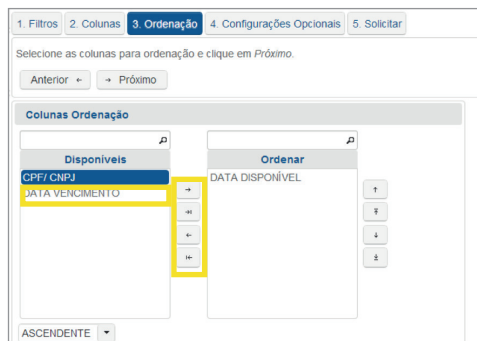 1. Filtros 2. Colunas 3. Ordenação 4. Configurações Opcionais 5. Solicitar
Selecione as colunas para ordenação e clique em Próximo.
Anterior ← → Próximo
Colunas Ordenação
Disponíveis Ordenar
CPF/ CNPJ DATA DISPONÍVEL
DATA VENCIMENTO
ASCENDENTE